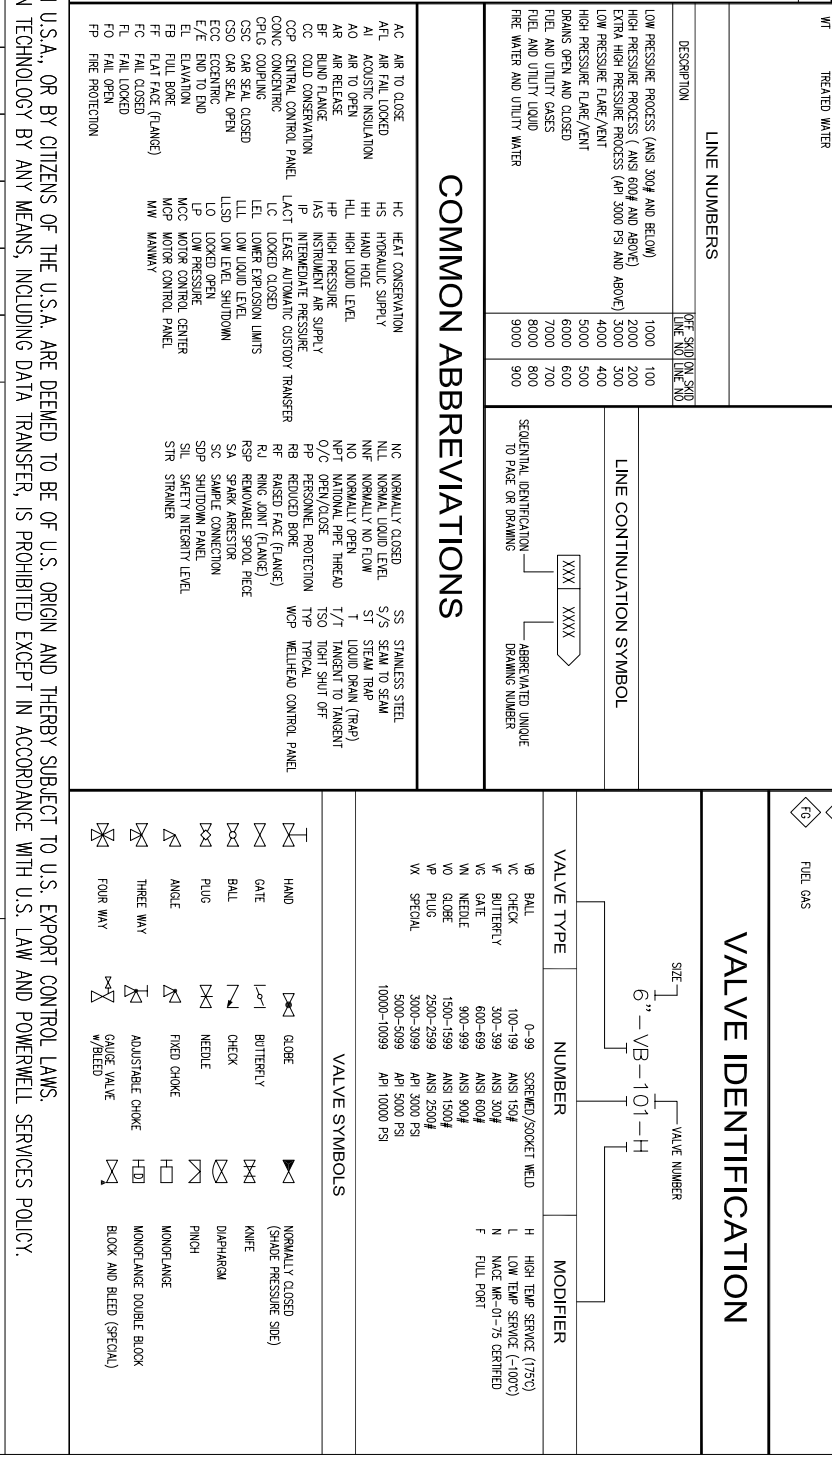 WT TREATED WATER
LINE NUMBERS
DESCRIPTION
OFF SKID LINE NO
ON SKID LINE NO
LOW PRESSURE PROCESS (ANSI 300# AND BELOW) 1000 100
HIGH PRESSURE PROCESS ( ANSI 600# AND ABOVE) 2000 200
EXTRA HIGH PRESSURE PROCESS (API 3000 PSI AND ABOVE) 3000 300
LOW PRESSURE FLARE/VENT 4000 400
HIGH PRESSURE FLARE/VENT 5000 500
DRAINS OPEN AND CLOSED 6000 600
FUEL AND UTILITY GASES 7000 700
FUEL AND UTILITY LIQUID 8000 800
FIRE WATER AND UTILITY WATER 9000 900
LINE CONTINUATION SYMBOL
XXX XXXX
SEQUENTIAL IDENTIFICATION
TO PAGE OR DRAWING
ABBREVIATED UNIQUE
DRAWING NUMBER
COMMON ABBREVIATIONS
AC AIR TO CLOSE
AFL AIR FAIL LOCKED
AI ACOUSTIC INSULATION
AO AIR TO OPEN
AR AIR RELEASE
BF BLIND FLANGE
CC COLD CONSERVATION
CCP CENTRAL CONTROL PANEL
CONC CONCENTRIC
CPLG COUPLING
CSC CAR SEAL CLOSED
CSO CAR SEAL OPEN
ECC ECCENTRIC
E/E END TO END
EL ELAVATION
FB FULL BORE
FF FLAT FACE (FLANGE)
FC FAIL CLOSED
FL FAIL LOCKED
FO FAIL OPEN
FP FIRE PROTECTION
HC HEAT CONSERVATION
HS HYDRAULIC SUPPLY
HH HAND HOLE
HLL HIGH LIQUID LEVEL
HP HIGH PRESSURE
IAS INSTRUMENT AIR SUPPLY
IP INTERMEDIATE PRESSURE
LACT LEASE AUTOMATIC CUSTODY TRANSFER
LC LOCKED CLOSED
LEL LOWER EXPLOSION LIMITS
LLL LOW LIQUID LEVEL
LLSD LOW LEVEL SHUTDOWN
LO LOCKED OPEN
LP LOW PRESSURE
MCC MOTOR CONTROL CENTER
MCP MOTOR CONTROL PANEL
MW MANWAY
NC NORMALLY CLOSED
NLL NORMAL LIQUID LEVEL
NNF NORMALLY NO FLOW
NO NORMALLY OPEN
NPT NATIONAL PIPE THREAD
O/C OPEN/CLOSE
PP PERSONNEL PROTECTION
RB REDUCED BORE
RF RAISED FACE (FLANGE)
RJ RING JOINT (FLANGE)
RSP REMOVABLE SPOOL PIECE
SA SPARK ARRESTOR
SC SAMPLE CONNECTION
SDP SHUTDOWN PANEL
SIL SAFETY INTEGRITY LEVEL
STR STRAINER
SS STAINLESS STEEL
S/S SEAM TO SEAM
ST STEAM TRAP
T LIQUID DRAIN (TRAP)
T/T TANGENT TO TANGENT
TSO TIGHT SHUT OFF
TYP TYPICAL
WCP WELLHEAD CONTROL PANEL
FG FUEL GAS
VALVE IDENTIFICATION
SIZE
VALVE NUMBER
6"-VB-101-H
VALVE TYPE NUMBER MODIFIER
VB BALL
VC CHECK
VF BUTTERFLY
VG GATE
VN NEEDLE
VO GLOBE
VP PLUG
VX SPECIAL
0-99 SCREWED/SOCKET WELD
100-199 ANSI 150#
300-399 ANSI 300#
600-699 ANSI 600#
900-999 ANSI 900#
1500-1599 ANSI 1500#
2500-2599 ANSI 2500#
3000-3099 API 3000 PSI
5000-5099 API 5000 PSI
10000-10099 API 10000 PSI
H HIGH TEMP SERVICE (175°C)
L LOW TEMP SERVICE (-100°C)
N NACE MR-01-75 CERTIFIED
F FULL PORT
VALVE SYMBOLS
HAND
GATE
BALL
PLUG
ANGLE
THREE WAY
FOUR WAY
GLOBE
BUTTERFLY
CHECK
NEEDLE
FIXED CHOKE
ADJUSTABLE CHOKE
GAUGE VALVE
w/BLEED
NORMALLY CLOSED
(SHADE PRESSURE SIDE)
KNIFE
DIAPHARGM
PINCH
MONOFLANGE
D MONOFLANGE DOUBLE BLOCK
BLOCK AND BLEED (SPECIAL)
U.S.A., OR BY CITIZENS OF THE U.S.A. ARE DEEMED TO BE OF U.S. ORIGIN AND THERBY SUBJECT TO U.S. EXPORT CONTROL LAWS.
TECHNOLOGY BY ANY MEANS, INCLUDING DATA TRANSFER, IS PROHIBITED EXCEPT IN ACCORDANCE WITH U.S. LAW AND POWERWELL SERVICES POLICY.